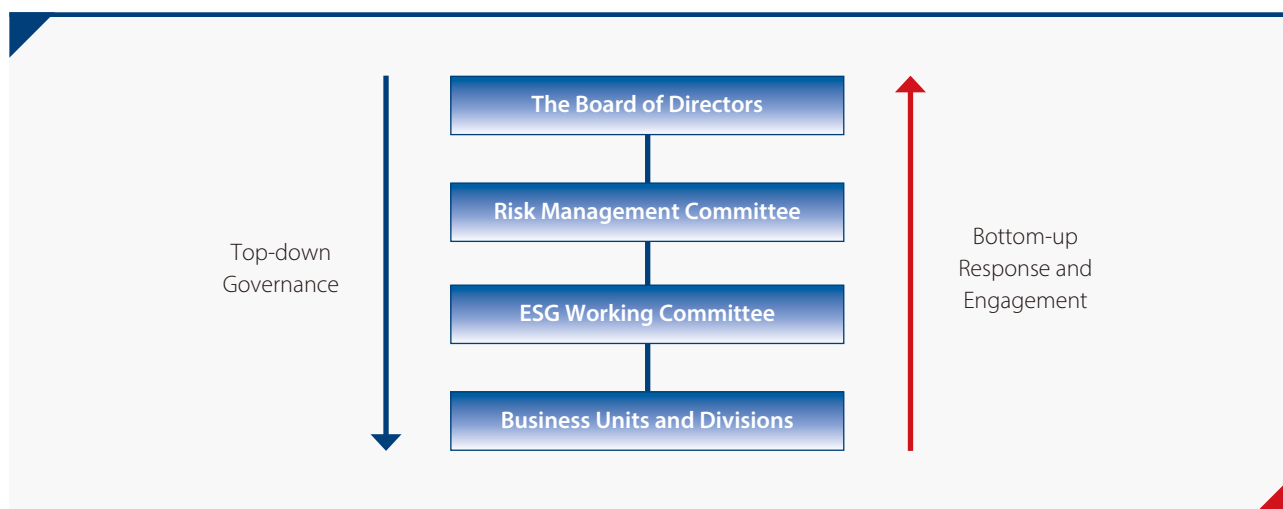 The Board of Directors
Risk Management Committee
ESG Working Committee
Business Units and Divisions
Top-down
Governance
Bottom-up
Response and
Engagement